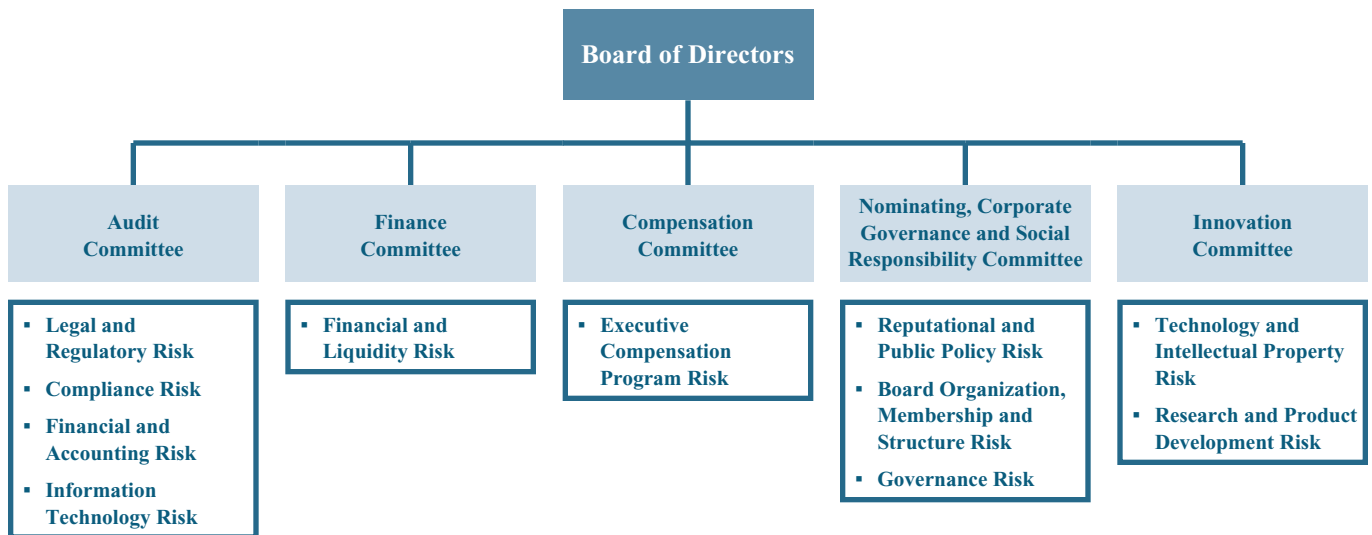 Board of Directors
Audit
Committee
Finance
Committee
Compensation
Committee
Nominating, Corporate
Governance and Social
Responsibility Committee
Innovation
Committee
▪ Legal and
Regulatory Risk
▪ Compliance Risk
▪ Financial and
Accounting Risk
▪ Information
Technology Risk
▪ Financial and
Liquidity Risk
▪ Executive
Compensation
Program Risk
▪ Reputational and
Public Policy Risk
▪ Board Organization,
Membership and
Structure Risk
▪ Governance Risk
▪ Technology and
Intellectual Property
Risk
▪ Research and Product
Development Risk